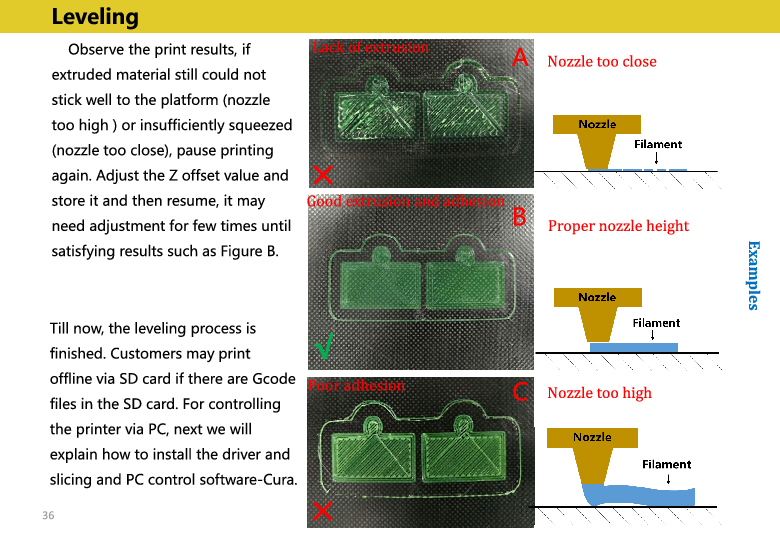 Leveling
Observe the print results, if
extruded material still could not
stick well to the platform (nozzle
too high ) or insufficiently squeezed
(nozzle too close), pause printing
again. Adjust the Z offset value and
store it and then resume, it may
need adjustment for few times until
satisfying results such as Figure B.
Till now, the leveling process is
finished. Customers may print
offline via SD card if there are Gcode
files in the SD card. For controlling
the printer via PC, next we will
explain how to install the driver and
slicing and PC control software-Cura.
36
Lack of extrusion
A
Nozzle too close
Nozzle
Filament
Good extrusion and adhesion
B
Proper nozzle height
Nozzle
Filament
Poor adhesion
C
Nozzle too high
Nozzle
Filament
Examples